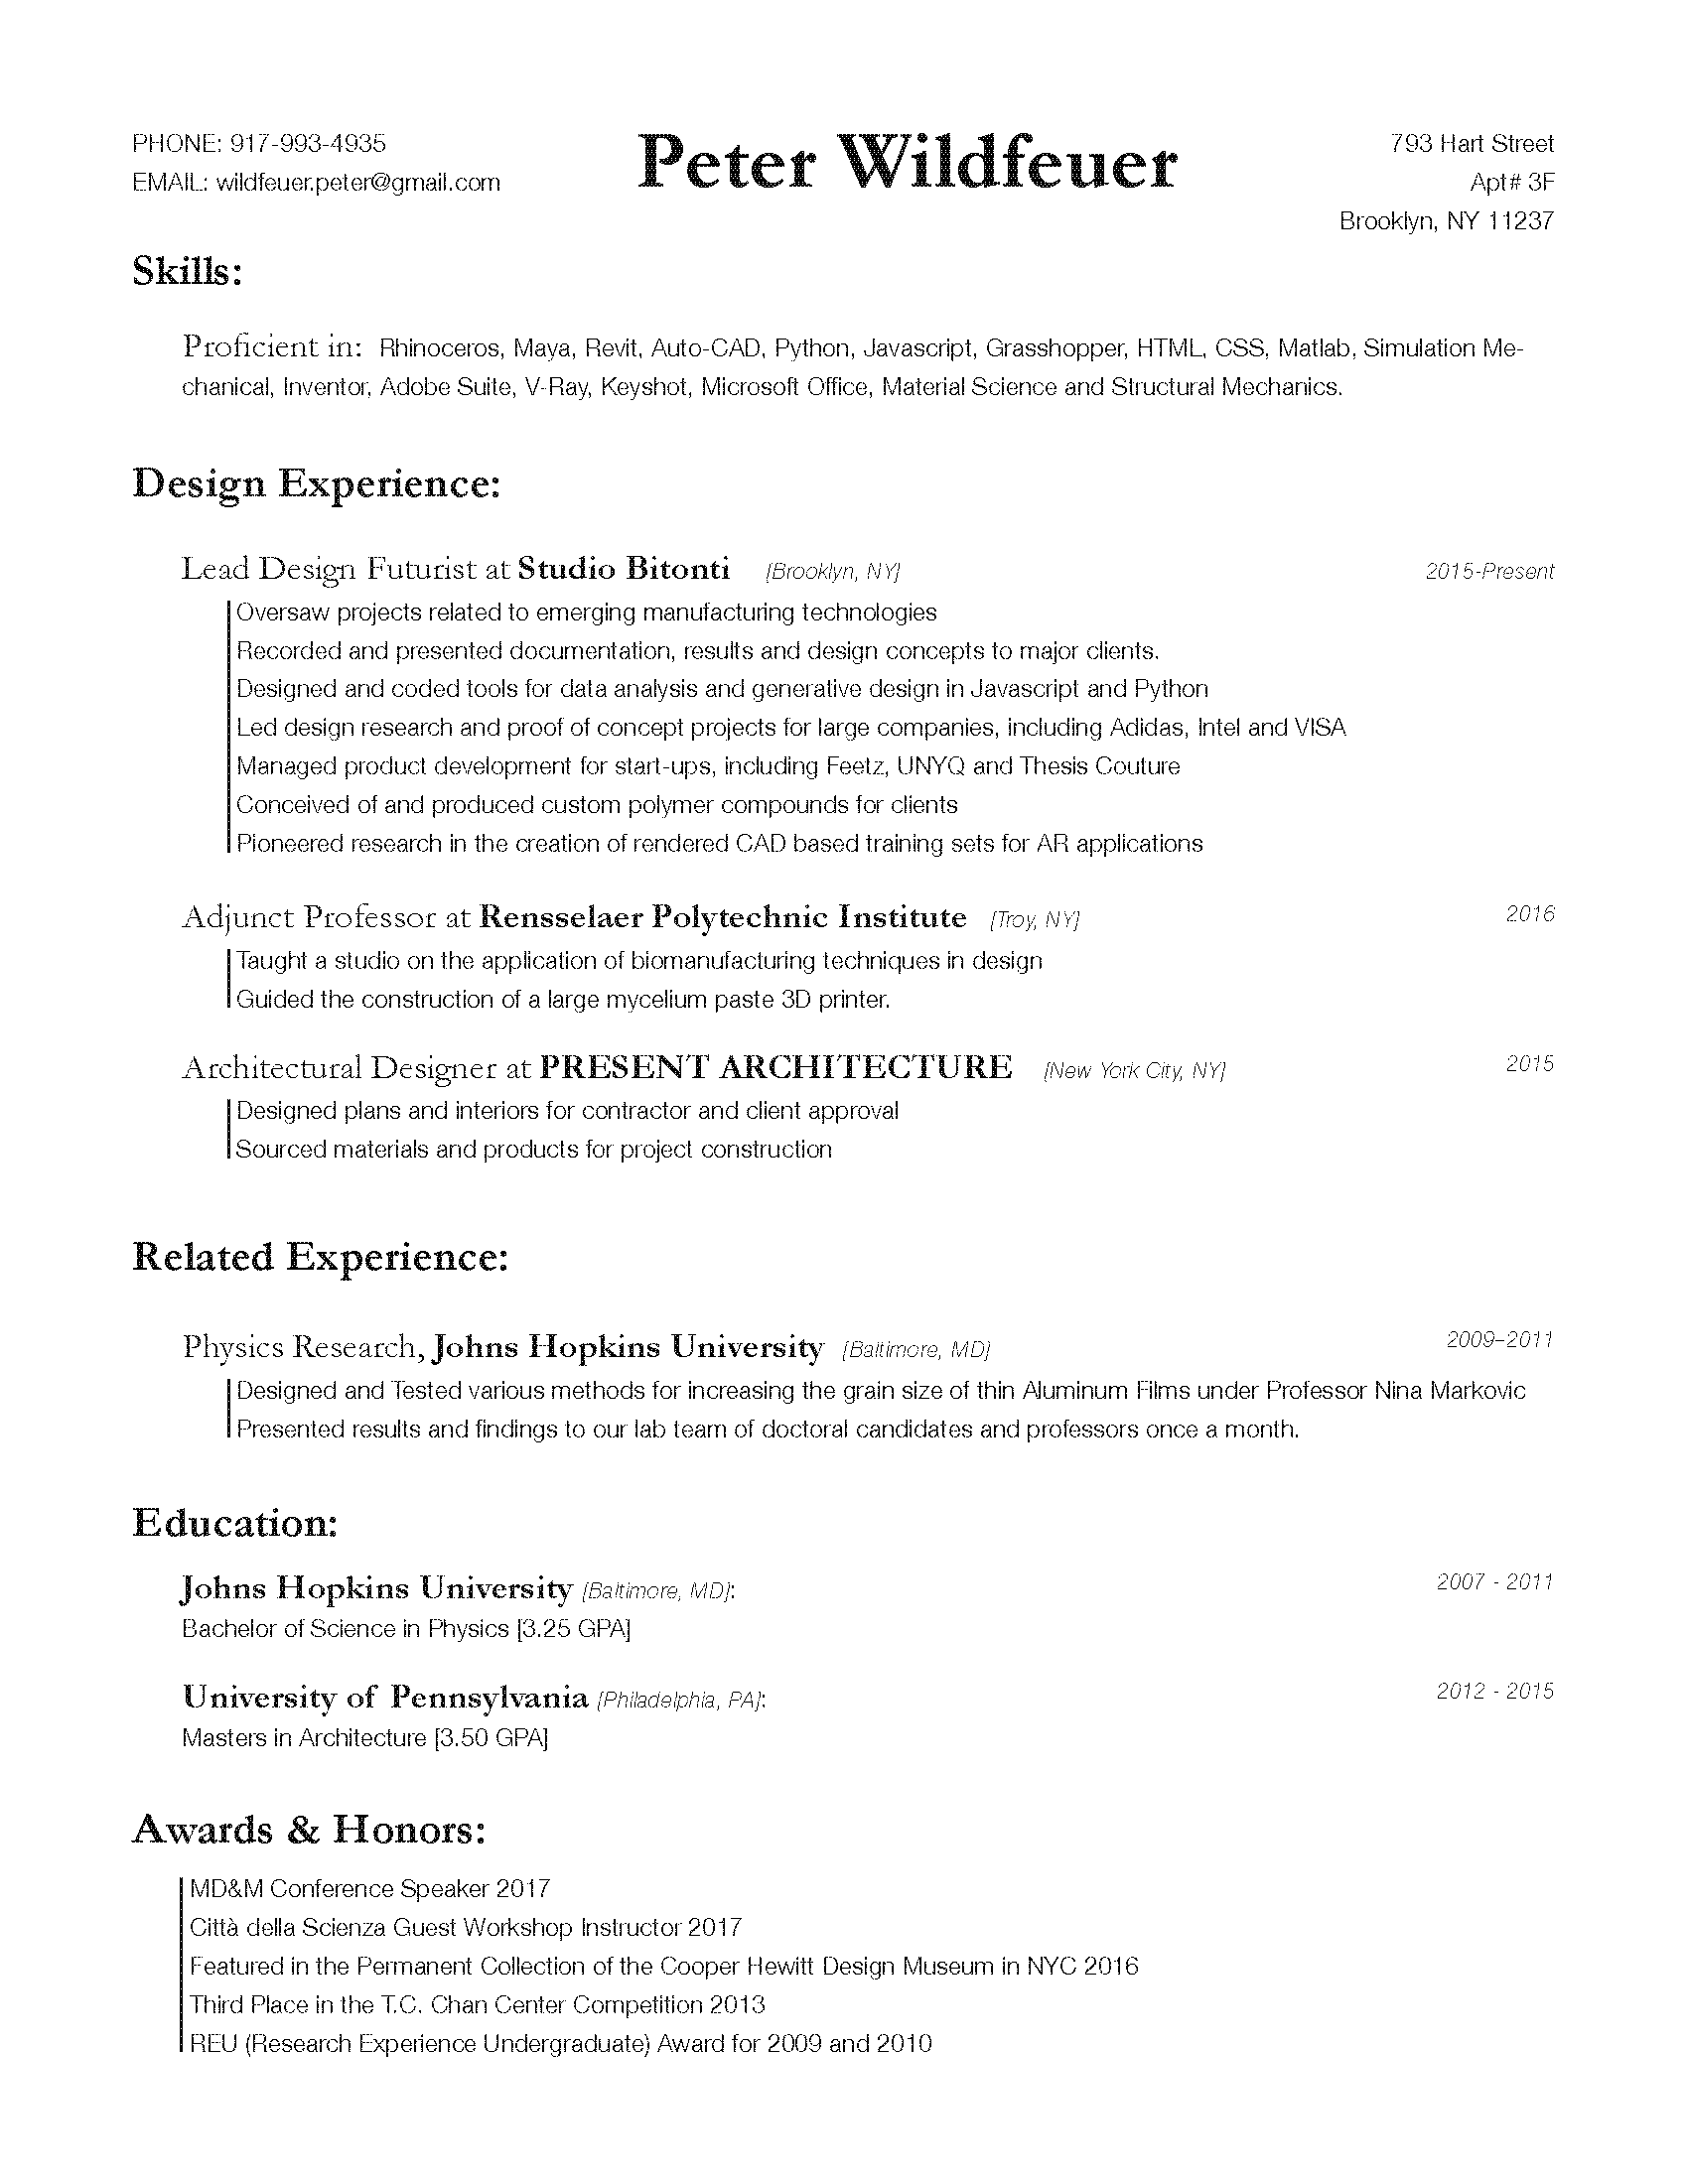 PHONE: 917-993-4935
EMAIL: wildfeuer.peter@gmail.com
Peter Wildfeuer
793 Hart Street
Apt# 3F
Brooklyn, NY 11237
Skills:
Proficient in: Rhinoceros, Maya, Revit, Auto-CAD, Python, Javascript, Grasshopper, HTML, CSS, Matlab, Simulation Me-
chanical, Inventor, Adobe Suite, V-Ray, Keyshot, Microsoft Office, Material Science and Structural Mechanics.
Design Experience:
Lead Design Futurist at Studio Bitonti [Brooklyn, NY] 2015-Present
Oversaw projects related to emerging manufacturing technologies
Recorded and presented documentation, results and design concepts to major clients.
Designed and coded tools for data analysis and generative design in Javascript and Python
Led design research and proof of concept projects for large companies, including Adidas, Intel and VISA
Managed product development for start-ups, including Feetz, UNYQ and Thesis Couture
Conceived of and produced custom polymer compounds for clients
Pioneered research in the creation of rendered CAD based training sets for AR applications
Adjunct Professor at Rensselaer Polytechnic Institute [Troy, NY] 2016
Taught a studio on the application of biomanufacturing techniques in design
Guided the construction of a large mycelium paste 3D printer.
Architectural Designer at PRESENT ARCHITECTURE [New York City, NY] 2015
Designed plans and interiors for contractor and client approval
Sourced materials and products for project construction
Related Experience:
Physics Research, Johns Hopkins University [Baltimore, MD] 2009–2011
Designed and Tested various methods for increasing the grain size of thin Aluminum Films under Professor Nina Markovic
Presented results and findings to our lab team of doctoral candidates and professors once a month.
Education:
Johns Hopkins University [Baltimore, MD]: 2007 - 2011
Bachelor of Science in Physics [3.25 GPA]
University of Pennsylvania [Philadelphia, PA]: 2012 - 2015
Masters in Architecture [3.50 GPA]
Awards & Honors:
MD&M Conference Speaker 2017
Città della Scienza Guest Workshop Instructor 2017
Featured in the Permanent Collection of the Cooper Hewitt Design Museum in NYC 2016
Third Place in the T.C. Chan Center Competition 2013
REU (Research Experience Undergraduate) Award for 2009 and 2010